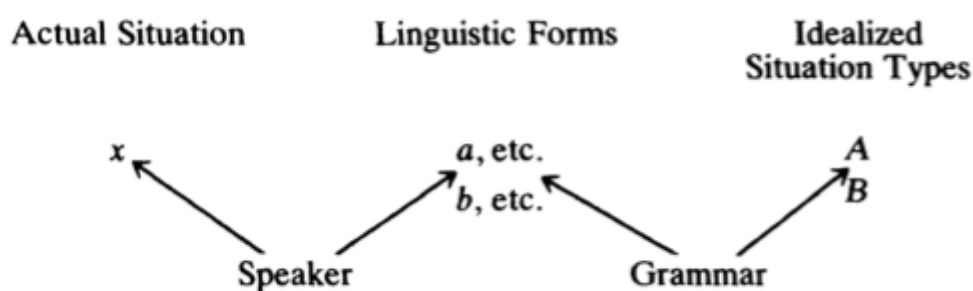 Actual Situation Linguistic Forms Idealized
Situation Types
x a, etc. A
b, etc. B
Speaker Grammar